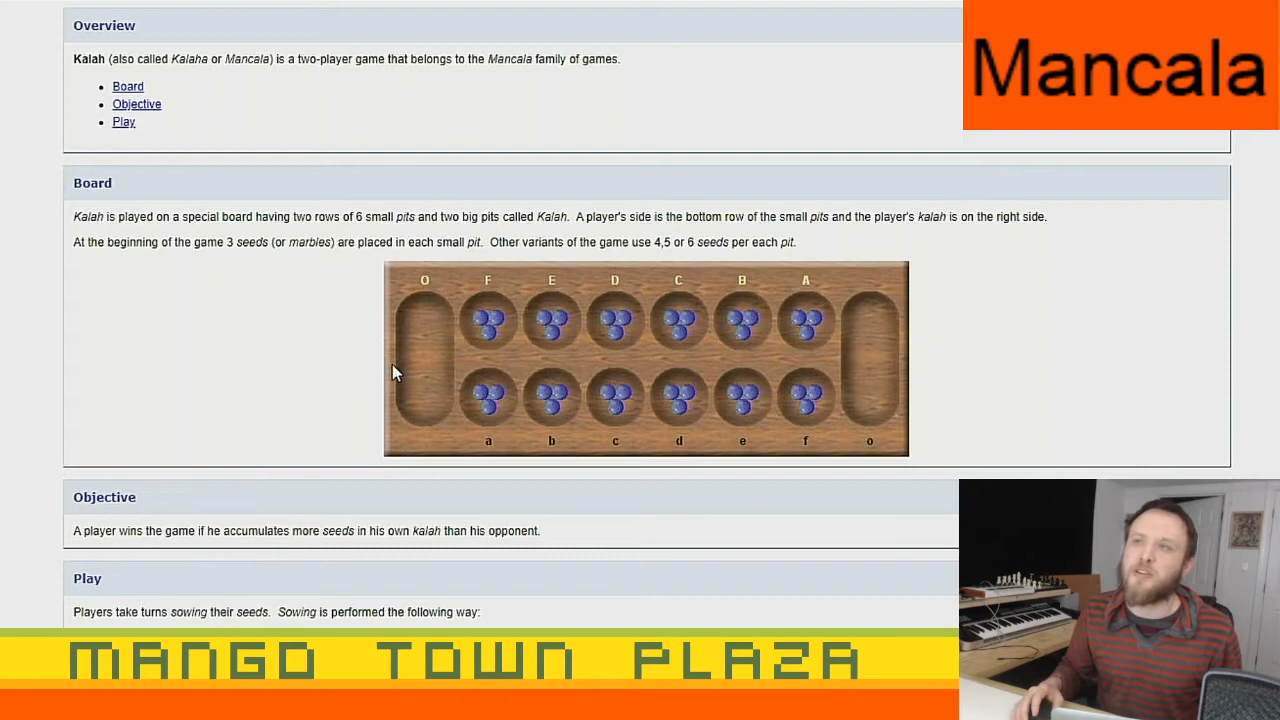 Overview
Mancala
Kalah (also called Kalaha or Mancala) is a two-player game that belongs to the Mancala family of games.
• Board
• Objective
• Play
Board
Kalah is played on a special board having two rows of 6 small pits and two big pits called Kalah. A player's side is the bottom row of the small pits and the player's kalah is on the right side.
At the beginning of the game 3 seeds (or marbles) are placed in each small pit. Other variants of the game use 4,5 or 6 seeds per each pit.
O F E D C B A
a b c d e f o
Objective
A player wins the game if he accumulates more seeds in his own kalah than his opponent.
Play
Players take turns sowing their seeds. Sowing is performed the following way:
MANGO TOWN PLAZA